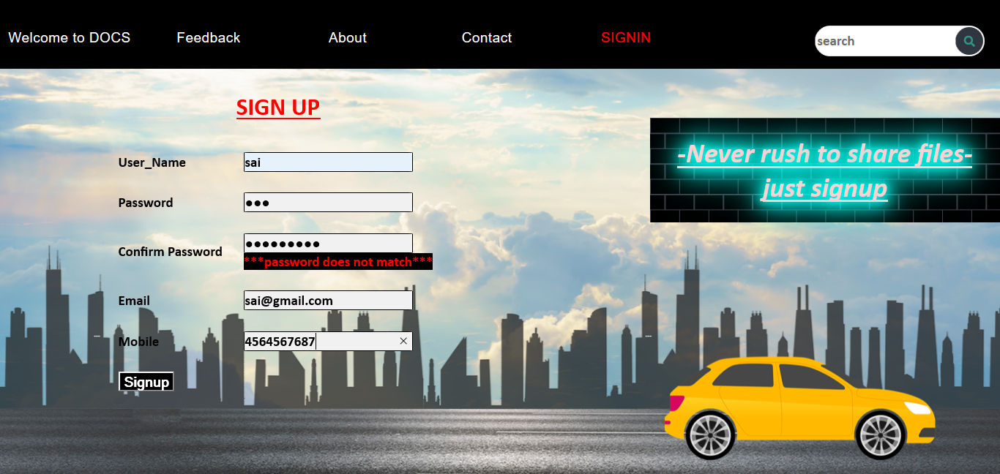 Welcome to DOCS Feedback About Contact SIGNIN search
SIGN UP
-Never rush to share files-
just signup
User_Name sai
Password •••
Confirm Password •••••••••
***password does not match***
Email sai@gmail.com
Mobile 4564567687
Signup